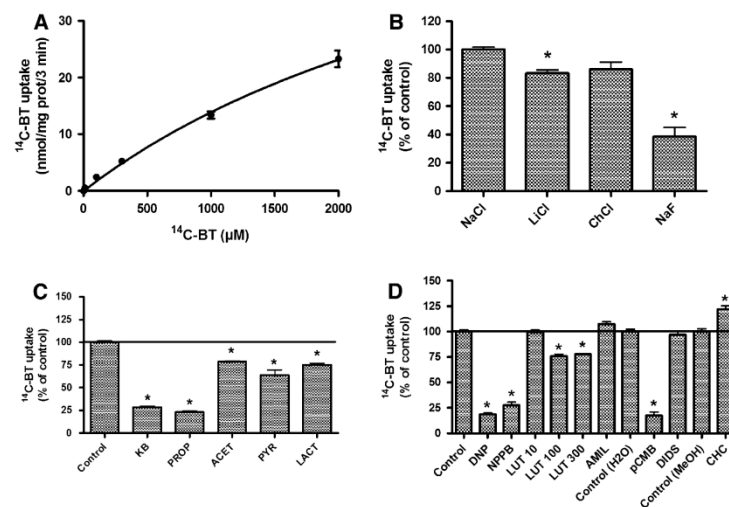 A
¹⁴C-BT uptake
(nmol/mg prot/3 min)
30
20
10
0
0
500
1000
1500
2000
¹⁴C-BT (µM)
B
¹⁴C-BT uptake
(% of control)
120
100
80
60
40
20
0
*
*
NaCl
LiCl
ChCl
NaF
C
¹⁴C-BT uptake
(% of control)
150
125
100
75
50
25
0
*
*
*
*
*
Control
KB
PROP
ACET
PYR
LACT
D
¹⁴C-BT uptake
(% of control)
150
125
100
75
50
25
0
*
*
*
*
*
*
Control
DNP
NPPB
LUT 10
LUT 100
LUT 300
AMIL
Control (H2O)
pCMB
DIDS
Control (MeOH)
CHC